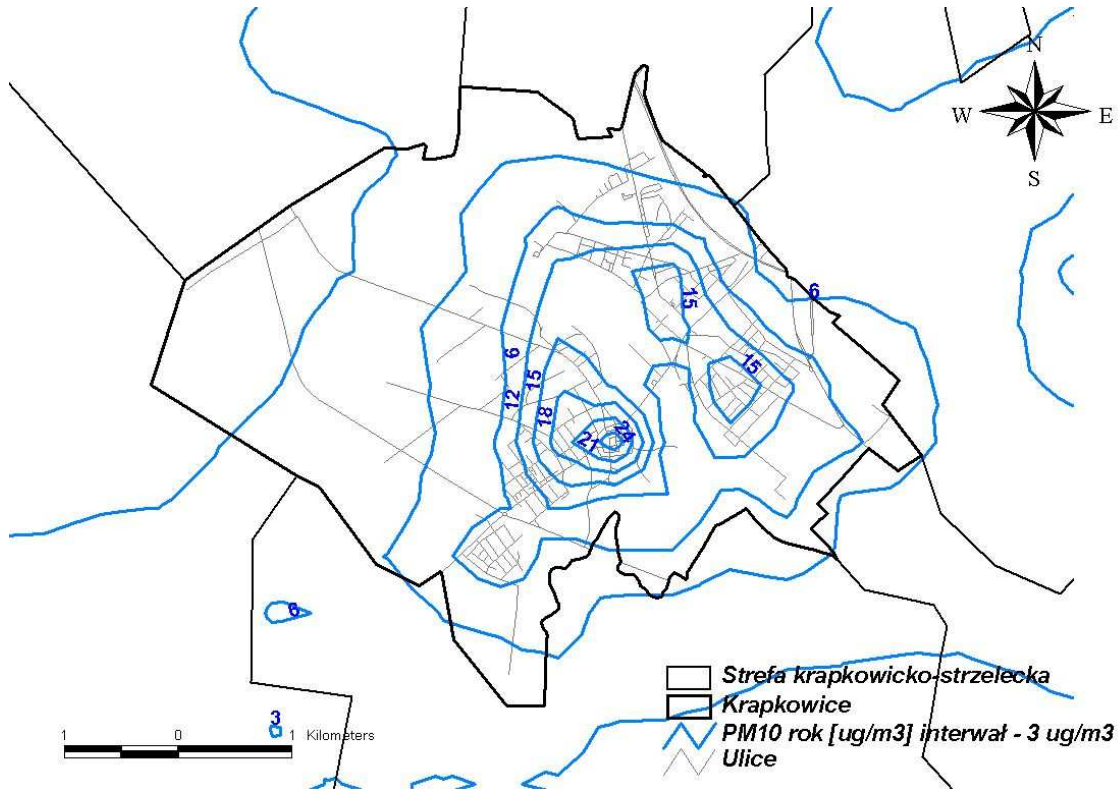 N
W E
S
15
6
6
15
15
12
18
24
21
6
3
1 0 1 Kilometers
Strefa krapkowicko-strzelecka
Krapkowice
PM10 rok [ug/m3] interwał - 3 ug/m3
Ulice